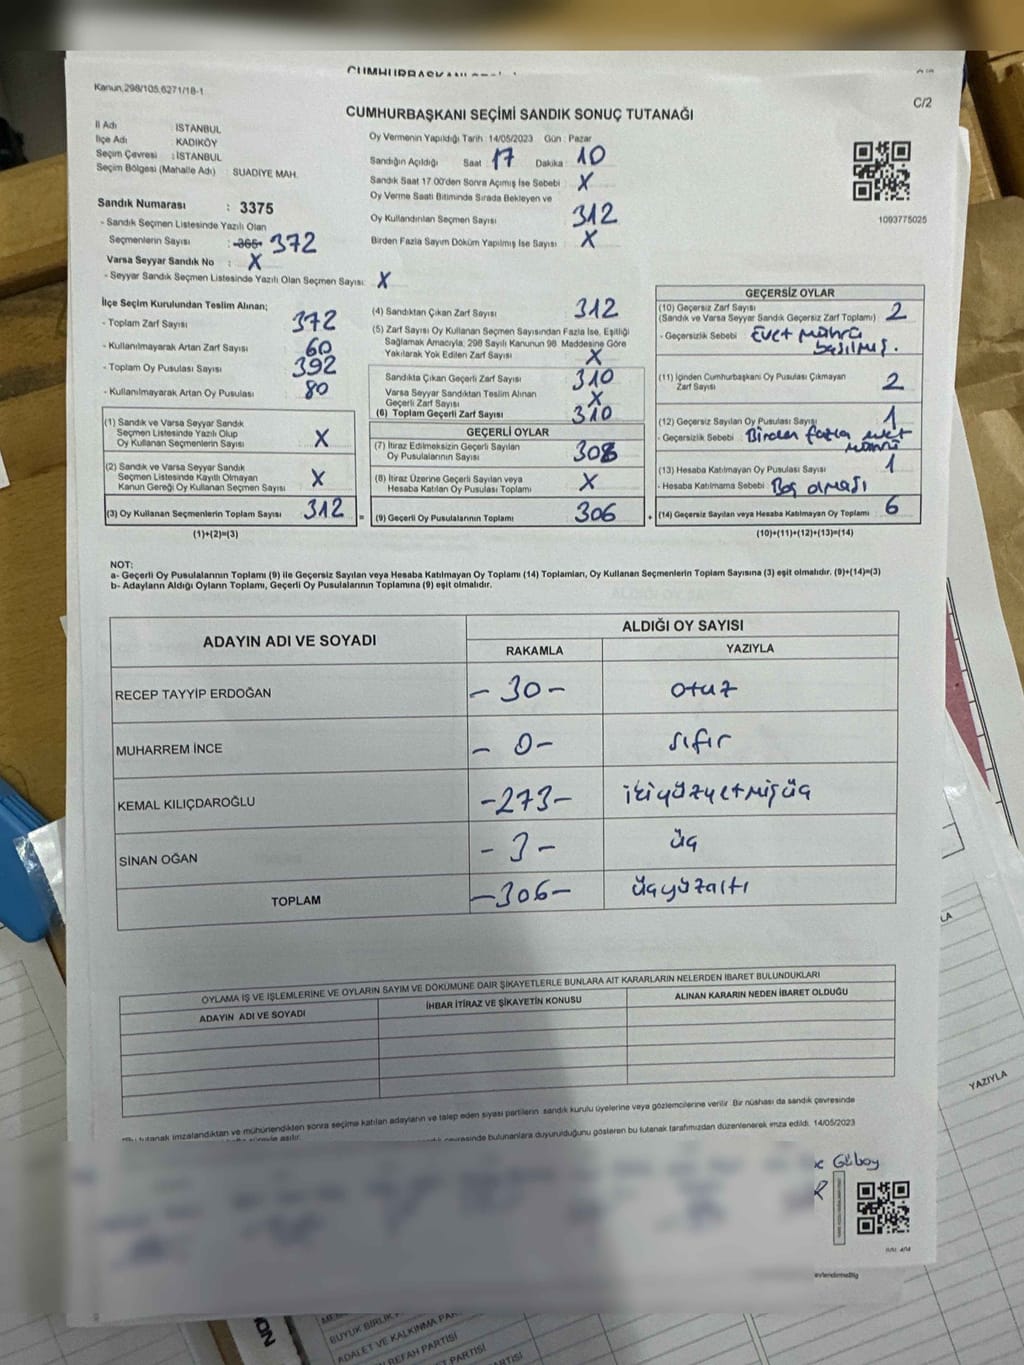 Kanun,298/105,6271/18-1
C/2
CUMHURBAŞKANI SEÇİMİ SANDIK SONUÇ TUTANAĞI
İl Adı : İSTANBUL
İlçe Adı : KADIKÖY
Seçim Çevresi : İSTANBUL
Seçim Bölgesi (Mahalle Adı) : SUADİYE MAH.
Oy Vermenin Yapıldığı Tarih : 14/05/2023 Gün : Pazar
Sandığın Açıldığı Saat : 17 Dakika : 10
Sandık Saat 17.00'den Sonra Açımış İse Sebebi : X
Oy Verme Saati Bitiminde Sırada Bekleyen ve
Oy Kullandırılan Seçmen Sayısı 312
Birden Fazla Sayım Döküm Yapılmış İse Sayısı : X
1093775025
Sandık Numarası : 3375
- Sandık Seçmen Listesinde Yazılı Olan
Seçmenlerin Sayısı : 365 372
Varsa Seyyar Sandık No : X
- Seyyar Sandık Seçmen Listesinde Yazılı Olan Seçmen Sayısı: X
İlçe Seçim Kurulundan Teslim Alınan;
- Toplam Zarf Sayısı 372
- Kullanılmayarak Artan Zarf Sayısı 60
- Toplam Oy Pusulası Sayısı 392
- Kullanılmayarak Artan Oy Pusulası 80
(1) Sandık ve Varsa Seyyar Sandık
Seçmen Listesinde Yazılı Olup
Oy Kullanan Seçmenlerin Sayısı X
(2) Sandık ve Varsa Seyyar Sandık
Seçmen Listesinde Kayıtlı Olmayan
Kanun Gereği Oy Kullanan Seçmen Sayısı X
(3) Oy Kullanan Seçmenlerin Toplam Sayısı 312
(1)+(2)=(3)
(4) Sandıktan Çıkan Zarf Sayısı 312
(5) Zarf Sayısı Oy Kullanan Seçmen Sayısından Fazla İse, Eşitliği
Sağlamak Amacıyla; 298 Sayılı Kanunun 98. Maddesine Göre
Yakılarak Yok Edilen Zarf Sayısı X
Sandıkta Çıkan Geçerli Zarf Sayısı 310
Varsa Seyyar Sandıktan Teslim Alınan
Geçerli Zarf Sayısı X
(6) Toplam Geçerli Zarf Sayısı 310
GEÇERLİ OYLAR
(7) İtiraz Edilmeksizin Geçerli Sayılan
Oy Pusulalarının Sayısı
(8) İtiraz Üzerine Geçerli Sayılan veya
Hesaba Katılan Oy Pusulası Toplamı X
= (9) Geçerli Oy Pusulalarının Toplamı 306
GEÇERSİZ OYLAR
(10) Geçersiz Zarf Sayısı
(Sandık ve Varsa Seyyar Sandık Geçersiz Zarf Toplamı) 2
- Geçersizlik Sebebi : Evet mührü
basılmış.
(11) İçinden Cumhurbaşkanı Oy Pusulası Çıkmayan
Zarf Sayısı 2
(12) Geçersiz Sayılan Oy Pusulası Sayısı 1
- Geçersizlik Sebebi : Birden fazla evet
mührü
(13) Hesaba Katılmayan Oy Pusulası Sayısı 1
- Hesaba Katılmama Sebebi : Boş olması
+ (14) Geçersiz Sayılan veya Hesaba Katılmayan Oy Toplamı 6
(10)+(11)+(12)+(13)=(14)
NOT:
a- Geçerli Oy Pusulalarının Toplamı (9) ile Geçersiz Sayılan veya Hesaba Katılmayan Oy Toplamı (14) Toplamları, Oy Kullanan Seçmenlerin Toplam Sayısına (3) eşit olmalıdır. (9)+(14)=(3)
b- Adayların Aldığı Oyların Toplamı, Geçerli Oy Pusulalarının Toplamına (9) eşit olmalıdır.
ADAYIN ADI VE SOYADI ALDIĞI OY SAYISI
RAKAMLA YAZIYLA
RECEP TAYYİP ERDOĞAN -30- otuz
MUHARREM İNCE -0- sıfır
KEMAL KILIÇDAROĞLU -273- ikiyüzyetmişüç
SİNAN OĞAN -3- üç
TOPLAM -306- üçyüzaltı
OYLAMA İŞ VE İŞLEMLERİNE VE OYLARIN SAYIM VE DÖKÜMÜNE DAİR ŞİKAYETLERLE BUNLARA AİT KARARLARIN NELERDEN İBARET BULUNDUKLARI
ADAYIN ADI VE SOYADI İHBAR İTİRAZ VE ŞİKAYETİN KONUSU ALINAN KARARIN NEDEN İBARET OLDUĞU
tutanak imzalandıktan ve mühürlendikten sonra seçime katılan adayların ve talep eden siyasi partilerin sandık kurulu üyelerine veya gözlemcilerine verilir. Bir nüshası da sandık çevresinde
bulunanlara duyurulduğunu gösteren bu tutanak tarafımızdan düzenlenerek imza edildi. 14/05/2023
YAZIYLA
BÜYÜK BİRLİK
ADALET VE KALKINMA PAR
REFAH PARTİSİ
PARTİSİ